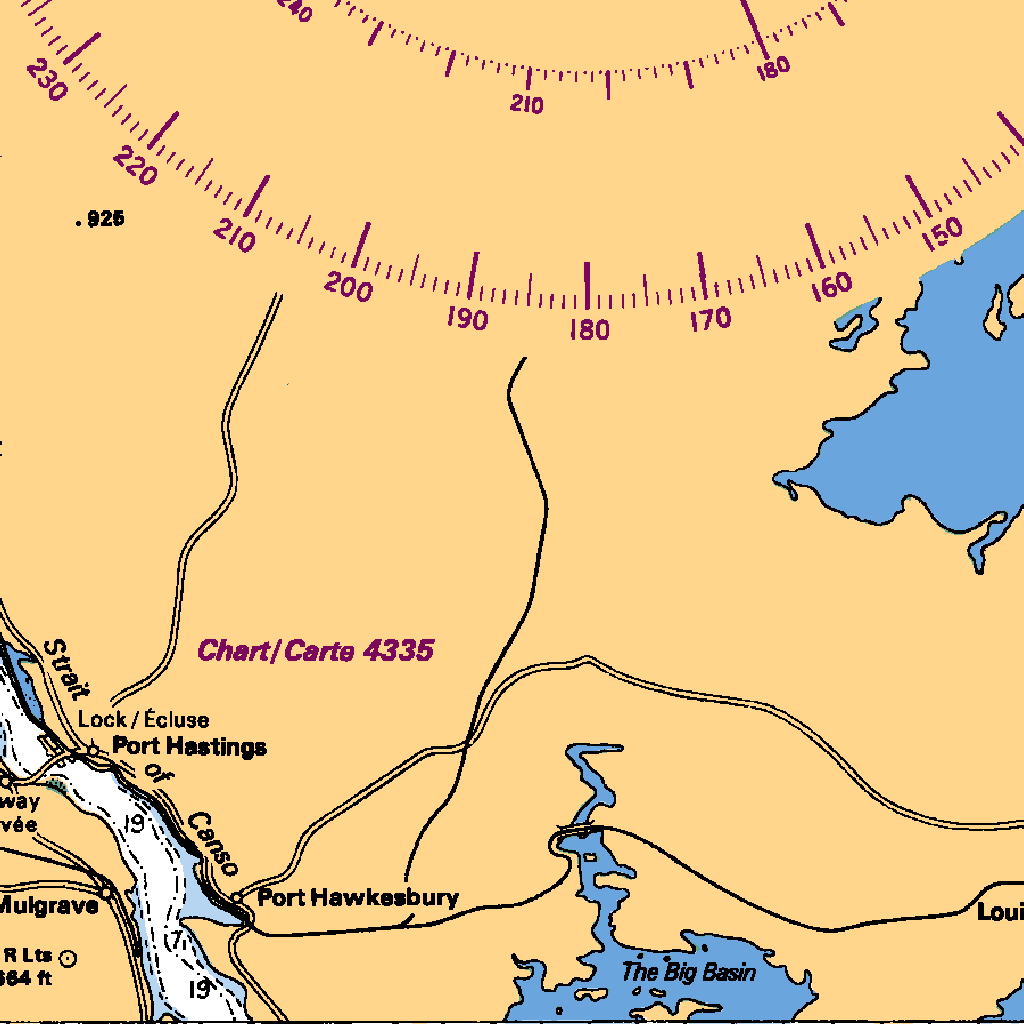 240
180
230
210
220
.925
210
150
200
160
190
180
170
Chart/Carte 4335
Strait
Lock / Écluse
Port Hastings
of
way
vée
19
Canso
Port Hawkesbury
Mulgrave
Loui
17
R Lts
664 ft
The Big Basin
19